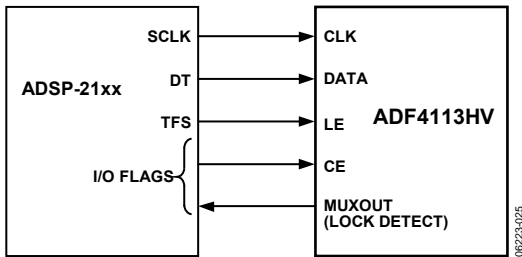 ADSP-21xx
SCLK
DT
TFS
I/O FLAGS
ADF4113HV
CLK
DATA
LE
CE
MUXOUT
(LOCK DETECT)
06223-025